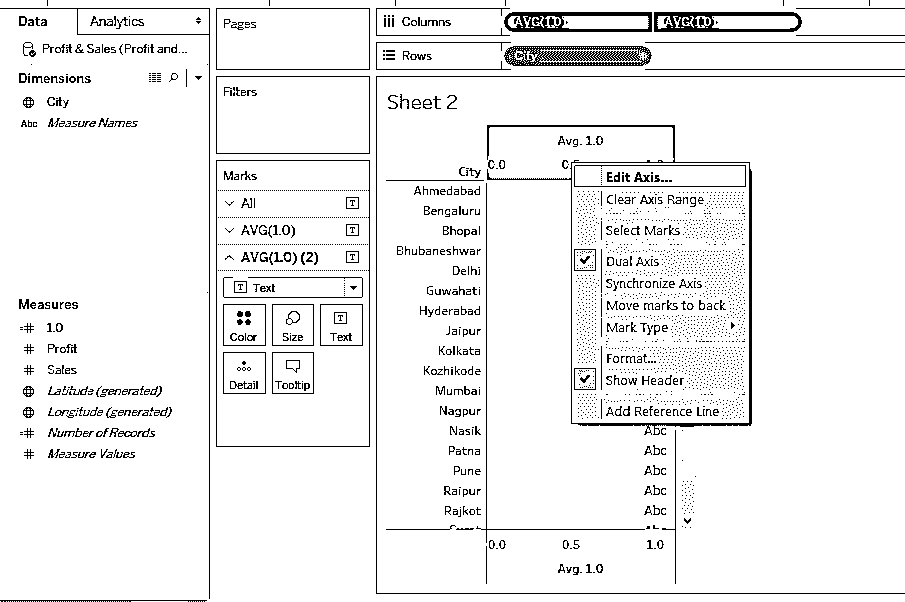 Data
Analytics
Profit & Sales (Profit and...
Dimensions
City
Abc Measure Names
Measures
1.0
Profit
Sales
Latitude (generated)
Longitude (generated)
Number of Records
Measure Values
Pages
Filters
Marks
All
AVG(1.0)
AVG(1.0) (2)
Text
Color
Size
Text
Detail
Tooltip
Columns
AVG(1.0)
AVG(1.0)
Rows
City
Sheet 2
Avg. 1.0
0.0
City
Ahmedabad
Bengaluru
Bhopal
Bhubaneshwar
Delhi
Guwahati
Hyderabad
Jaipur
Kolkata
Kozhikode
Mumbai
Nagpur
Nasik Abc
Patna Abc
Pune Abc
Raipur Abc
Rajkot Abc
0.0 0.5 1.0
Avg. 1.0
Edit Axis...
Clear Axis Range
Select Marks
Dual Axis
Synchronize Axis
Move marks to back
Mark Type
Format...
Show Header
Add Reference Line